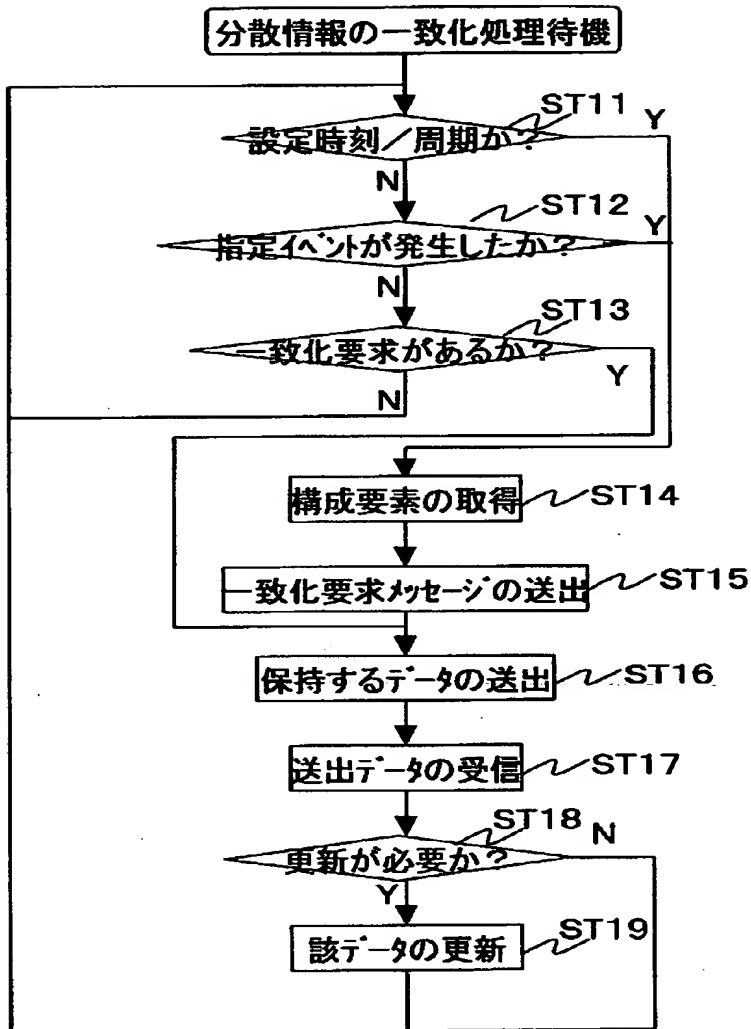 分散情報の一致化処理待機
ST11
設定時刻／周期か?
Y
N
ST12
指定イベントが発生したか?
Y
N
ST13
一致化要求があるか?
Y
N
構成要素の取得
ST14
一致化要求メッセージの送出
ST15
保持するデータの送出
ST16
送出データの受信
ST17
ST18
更新が必要か?
N
Y
該データの更新
ST19